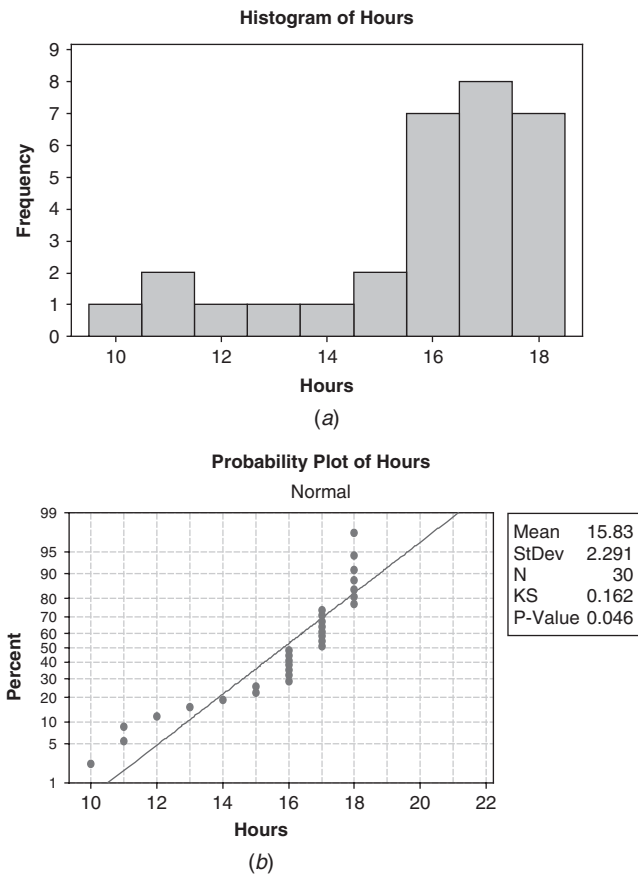 Histogram of Hours
9
8
7
6
5
4
3
2
1
0
Frequency
10 12 14 16 18
Hours
(a)
Probability Plot of Hours
Normal
99
95
90
80
70
60
50
40
30
20
10
5
1
Percent
10 12 14 16 18 20 22
Hours
Mean 15.83
StDev 2.291
N 30
KS 0.162
P-Value 0.046
(b)